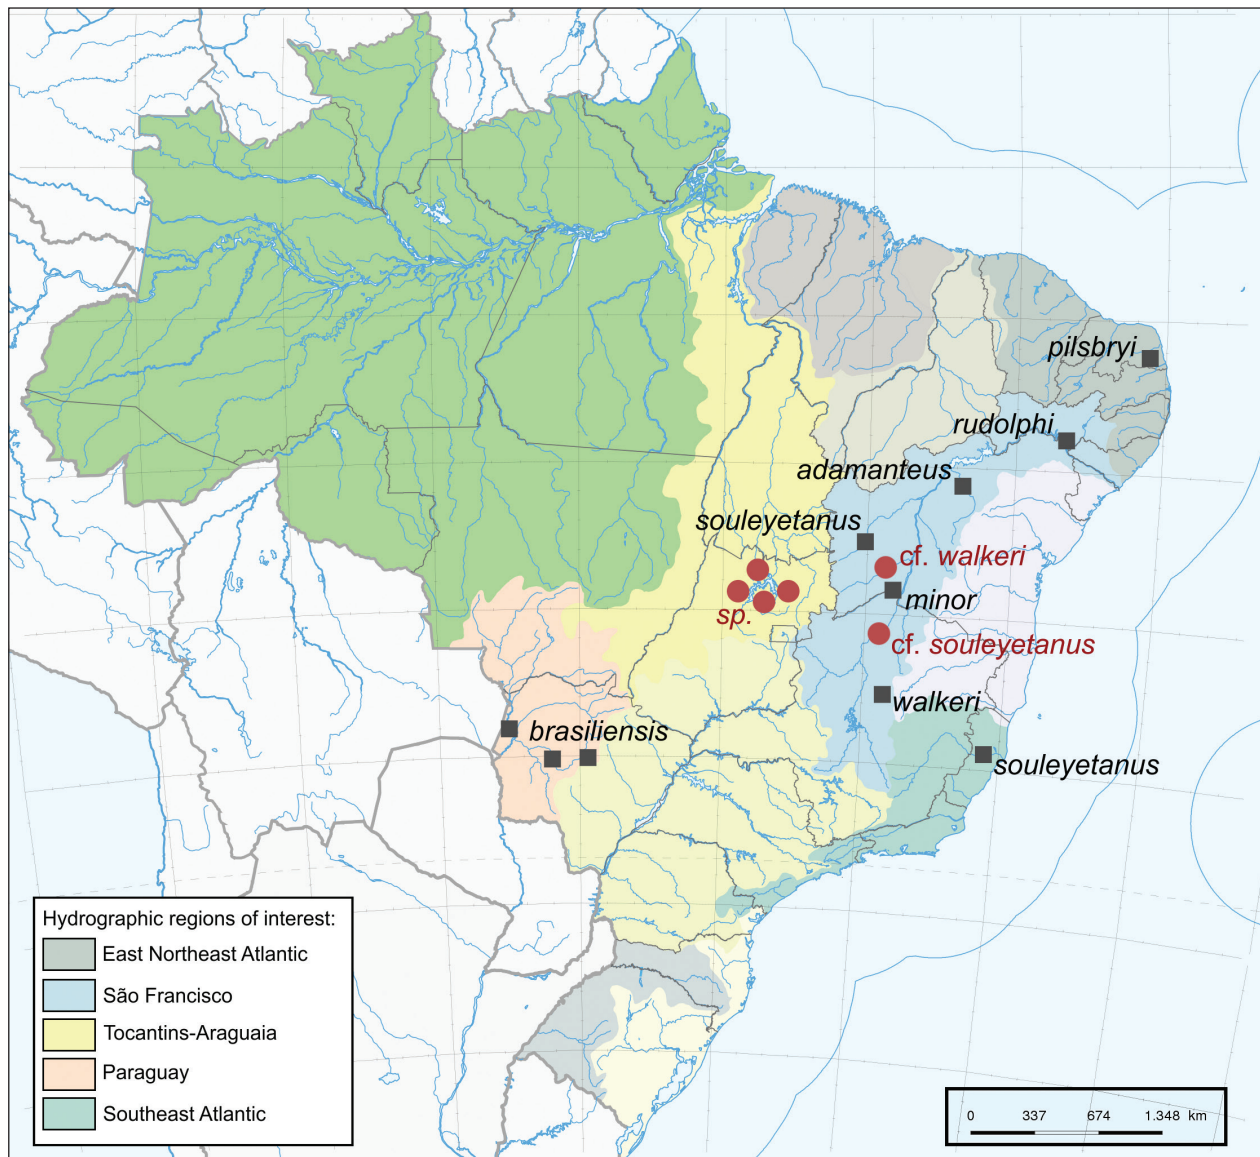 pilsbryi
rudolphi
adamanteus
souleyetanus
cf. walkeri
minor
sp.
cf. souleyetanus
walkeri
brasiliensis
souleyetanus
Hydrographic regions of interest:
East Northeast Atlantic
São Francisco
Tocantins-Araguaia
Paraguay
Southeast Atlantic
0 337 674 1.348 km